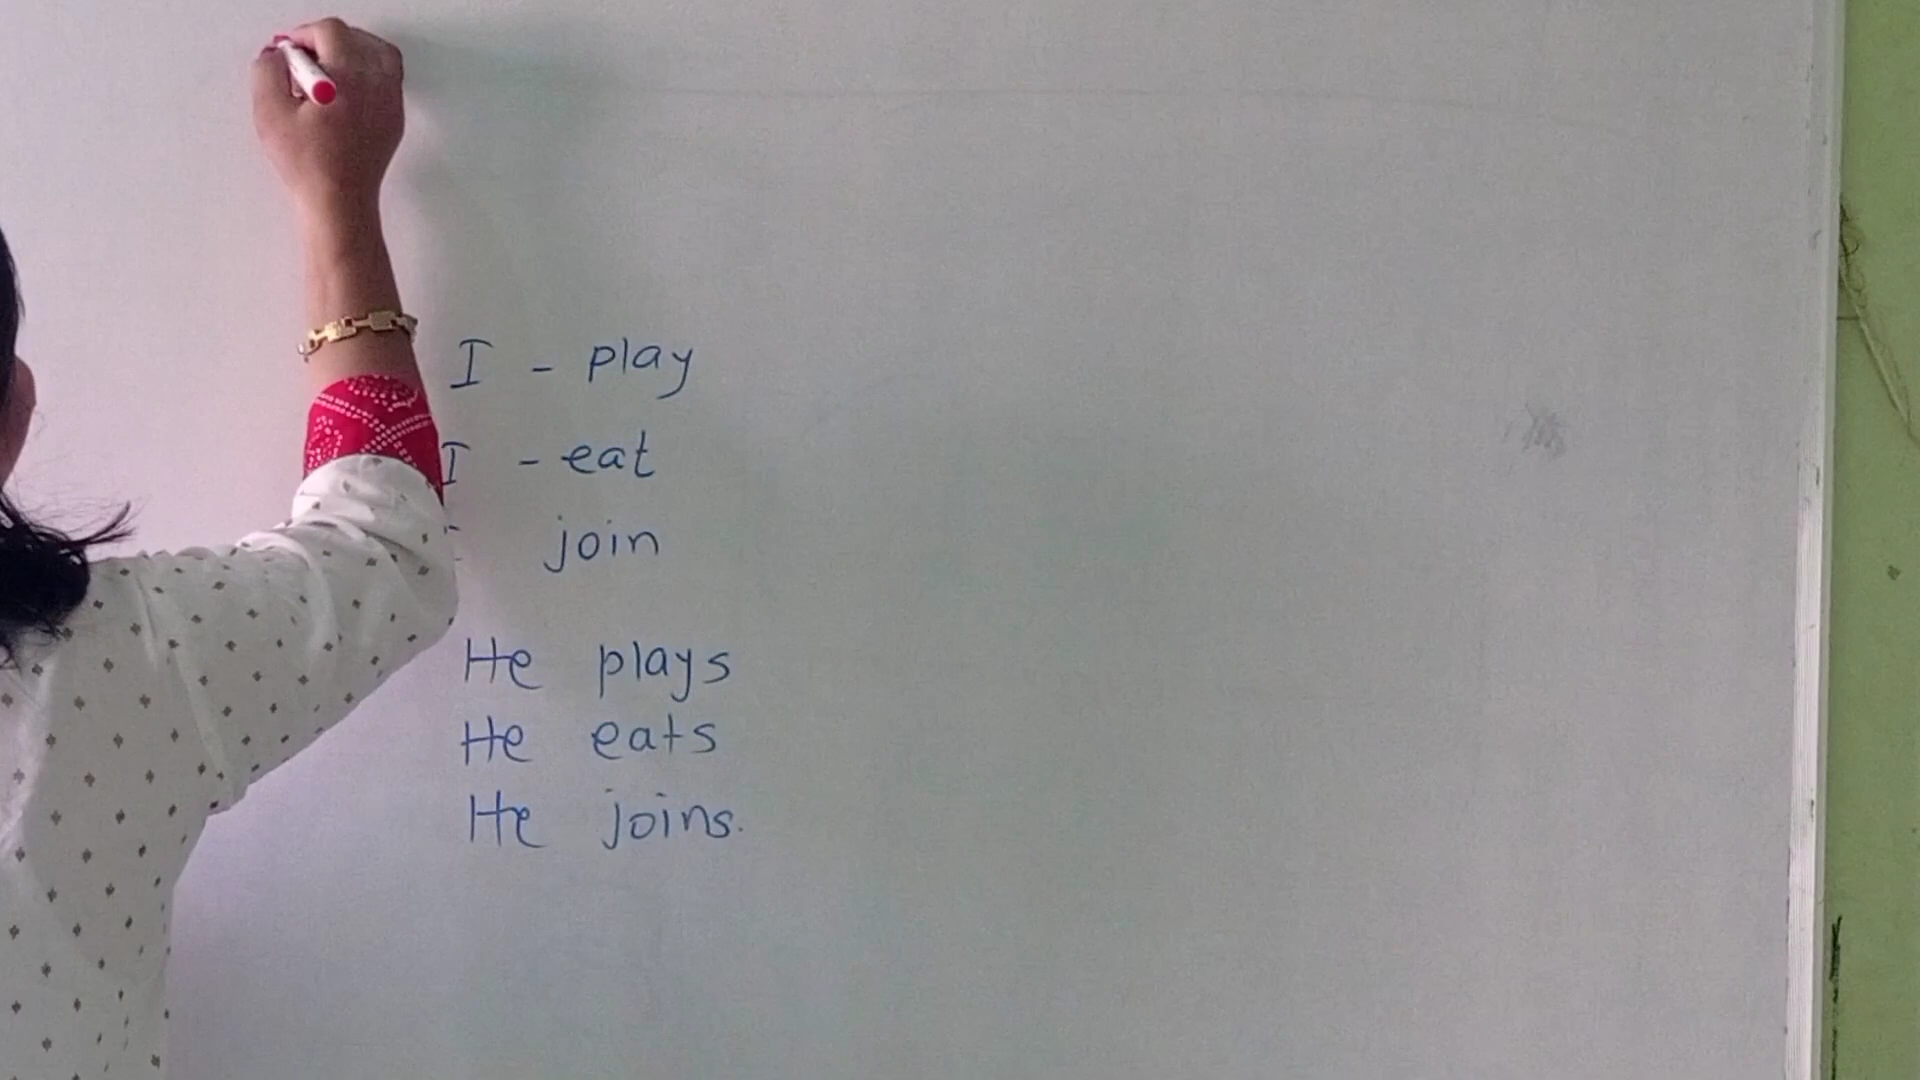 I - play
I - eat
join
He plays
He eats
He joins.